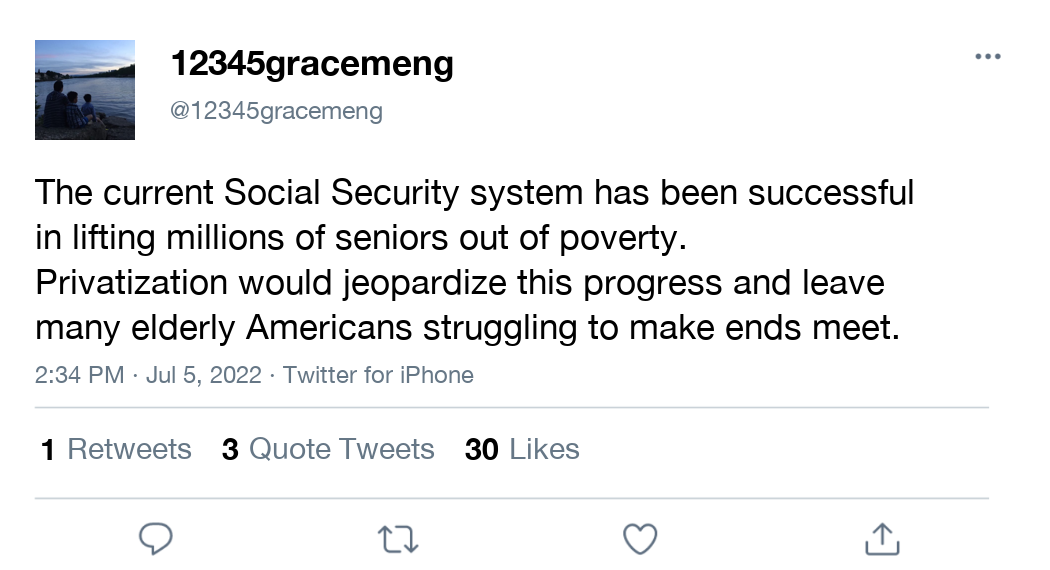 12345gracemeng
@12345gracemeng
The current Social Security system has been successful
in lifting millions of seniors out of poverty.
Privatization would jeopardize this progress and leave
many elderly Americans struggling to make ends meet.
2:34 PM · Jul 5, 2022 · Twitter for iPhone
1 Retweets 3 Quote Tweets 30 Likes